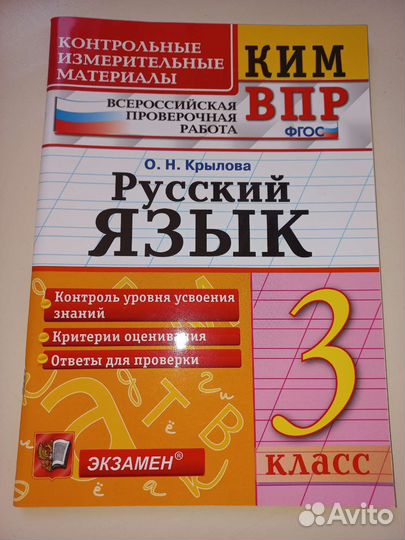 КОНТРОЛЬНЫЕ
ИЗМЕРИТЕЛЬНЫЕ
МАТЕРИАЛЫ
КИМ
ВСЕРОССИЙСКАЯ
ПРОВЕРОЧНАЯ
РАБОТА
ВПР
ФГОС
О. Н. Крылова
Русский
ЯЗЫК
Контроль уровня усвоения
знаний
Критерии оценивания
Ответы для проверки
3
класс
ЭКЗАМЕН®
Avito